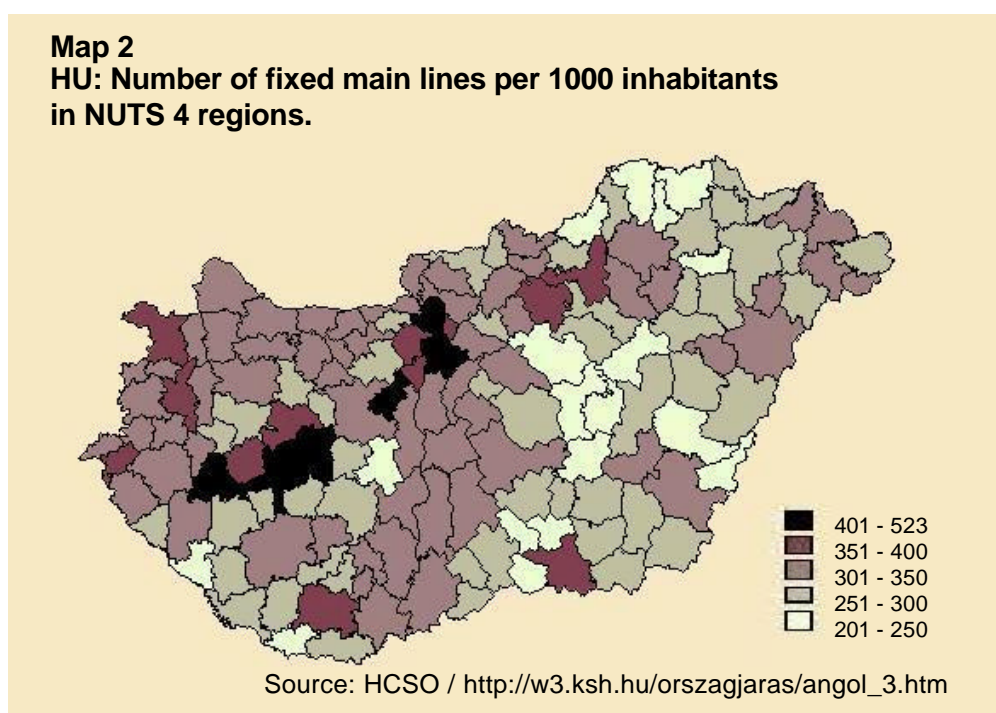 Map 2
HU: Number of fixed main lines per 1000 inhabitants
in NUTS 4 regions.
401 - 523
351 - 400
301 - 350
251 - 300
201 - 250
Source: HCSO / http://w3.ksh.hu/orszagjaras/angol_3.htm